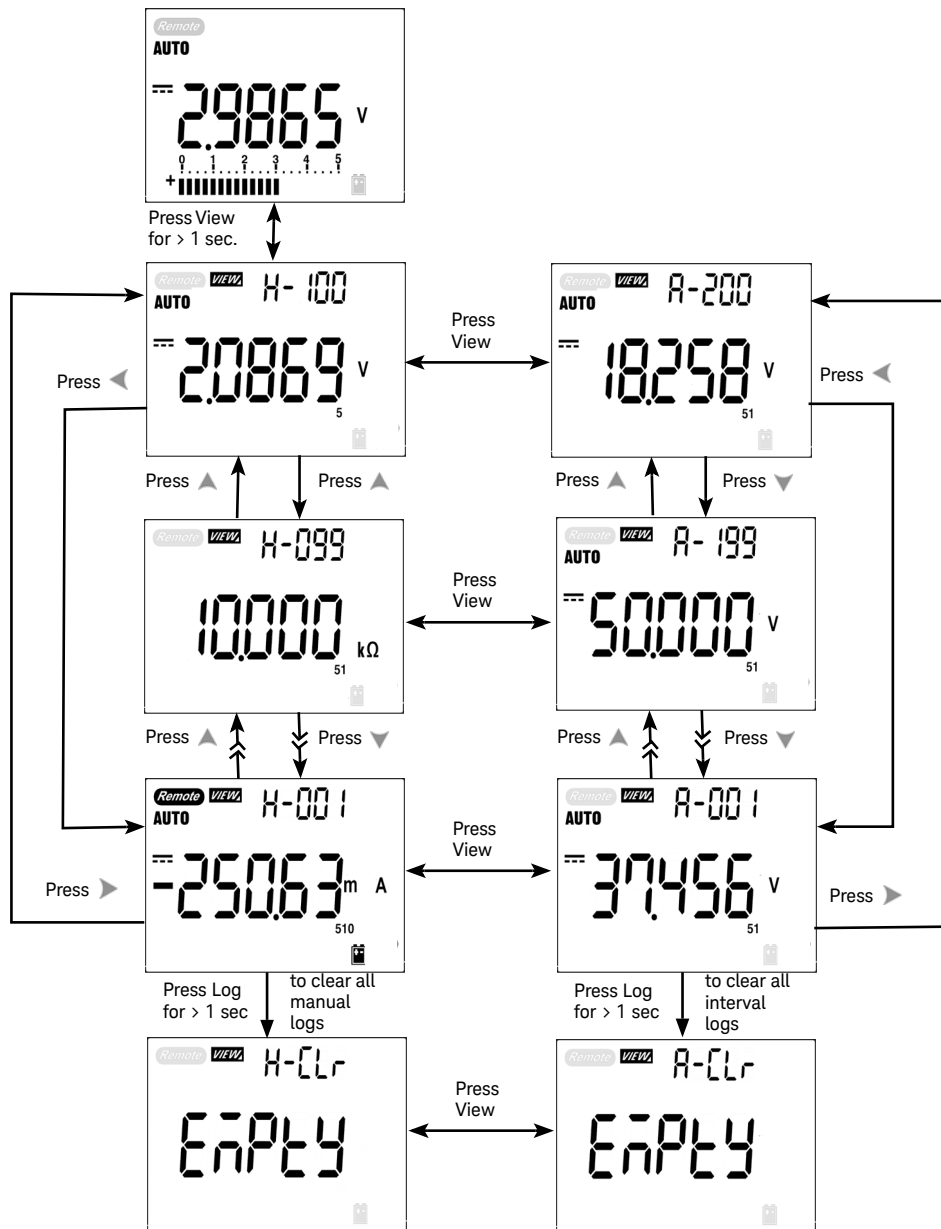 Remote
AUTO
2.9865 V
0 1 2 3 4 5
+
Press View
for > 1 sec.
Remote VIEW H-100
AUTO
2.0869 V
5
Press
View
Remote VIEW A-200
AUTO
18.258 V
51
Press
Press
Press
Press
Press
Press
Remote VIEW H-099
10.000 kΩ
51
Press
View
Remote VIEW A-199
AUTO
50.000 V
51
Press
Press
Press
Press
Remote VIEW H-001
AUTO
-250.63 m A
510
Press
View
Remote VIEW A-001
AUTO
37.456 V
51
Press
Press
Press Log
for > 1 sec
to clear all
manual
logs
Press Log
for > 1 sec
to clear all
interval
logs
Remote VIEW H-CLr
EmPtY
Press
View
Remote VIEW A-CLr
EmPtY